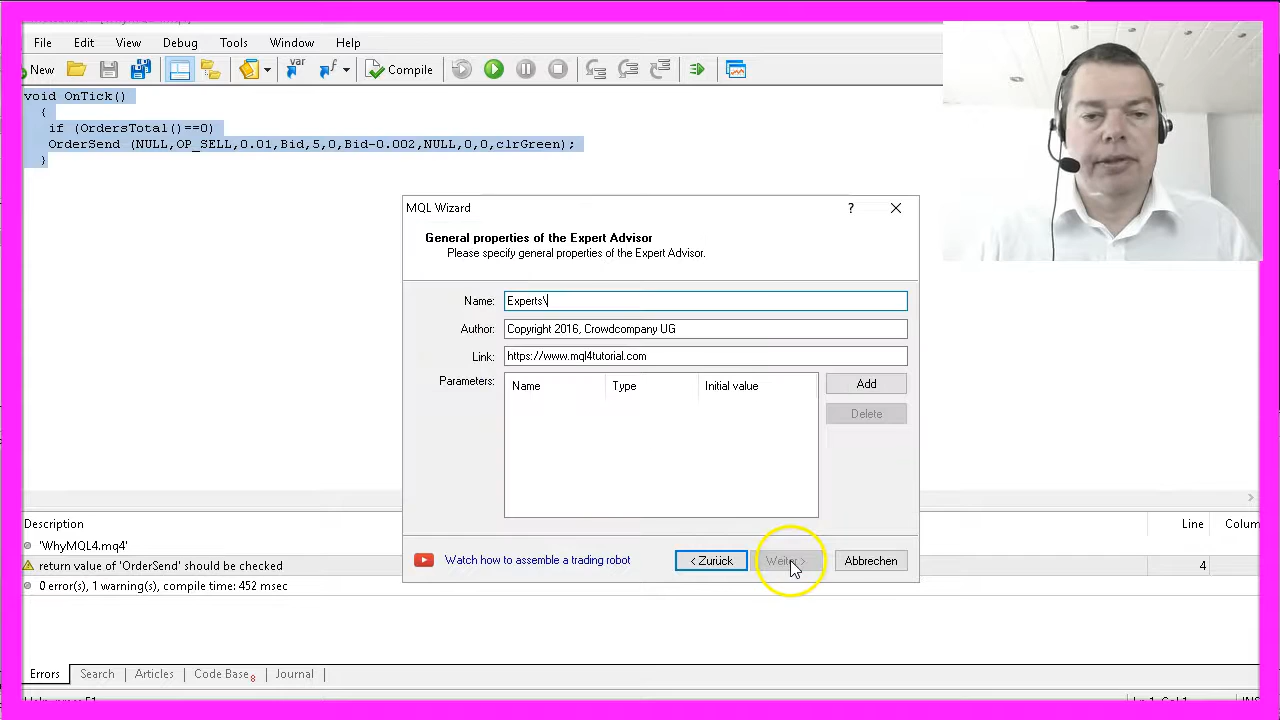 File Edit View Debug Tools Window Help
New Compile
void OnTick()
{
if (OrdersTotal()==0)
OrderSend (NULL,OP_SELL,0.01,Bid,5,0,Bid-0.002,NULL,0,0,clrGreen);
}
MQL Wizard ?
General properties of the Expert Advisor
Please specify general properties of the Expert Advisor.
Name: Experts\
Author: Copyright 2016, Crowdcompany UG
Link: https://www.mql4tutorial.com
Parameters: Name Type Initial value Add
Delete
Watch how to assemble a trading robot < Zurück Weiter > Abbrechen
Description Line Colum
'WhyMQL4.mq4'
return value of 'OrderSend' should be checked 4
0 error(s), 1 warning(s), compile time: 452 msec
Errors Search Articles Code Base 8 Journal